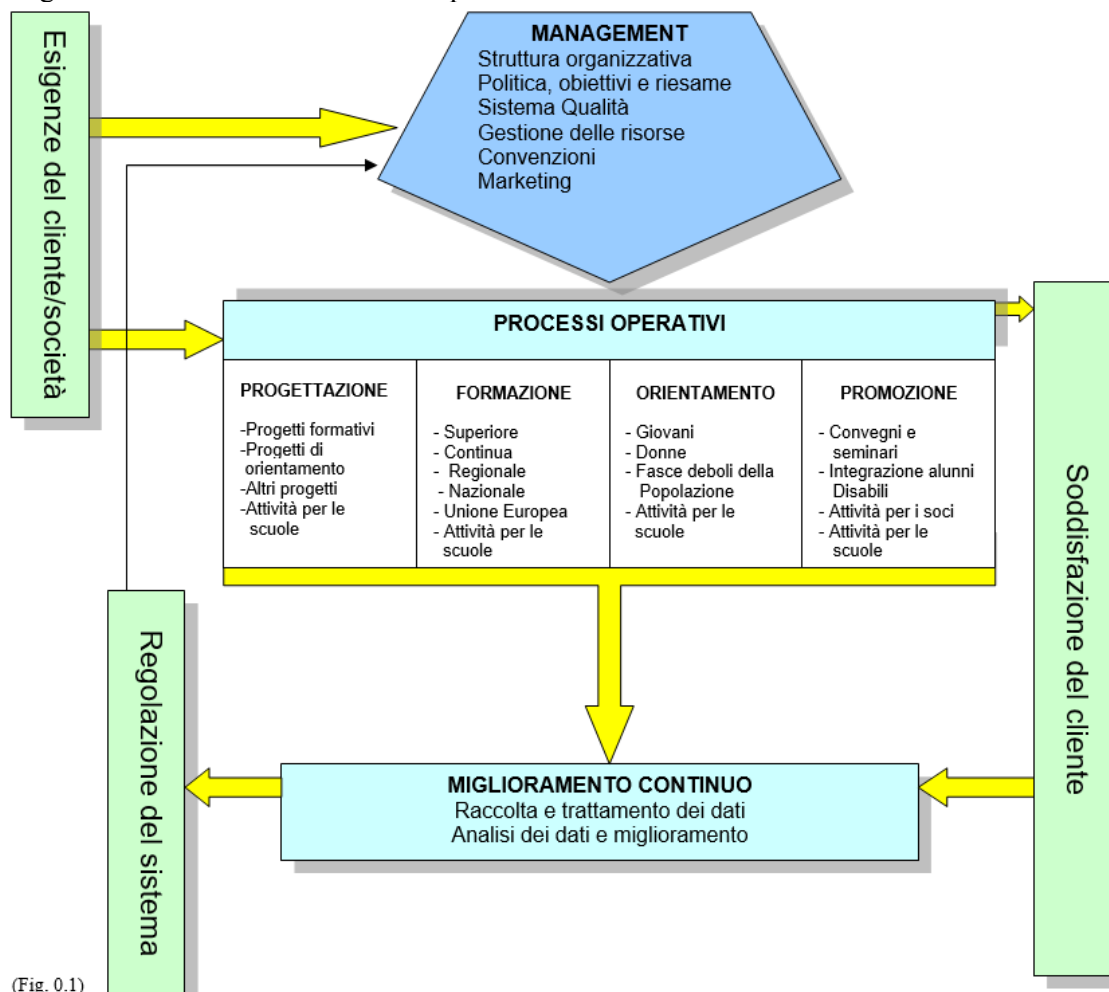 Esigenze del cliente/società
MANAGEMENT
Struttura organizzativa
Politica, obiettivi e riesame
Sistema Qualità
Gestione delle risorse
Convenzioni
Marketing
PROCESSI OPERATIVI
PROGETTAZIONE
-Progetti formativi
-Progetti di
orientamento
-Altri progetti
-Attività per le
scuole
FORMAZIONE
- Superiore
- Continua
- Regionale
- Nazionale
- Unione Europea
- Attività per le
scuole
ORIENTAMENTO
- Giovani
- Donne
- Fasce deboli della
Popolazione
- Attività per le
scuole
PROMOZIONE
- Convegni e
seminari
- Integrazione alunni
Disabili
- Attività per i soci
- Attività per le
scuole
Soddisfazione del cliente
Regolazione del sistema
MIGLIORAMENTO CONTINUO
Raccolta e trattamento dei dati
Analisi dei dati e miglioramento
(Fig. 0.1)